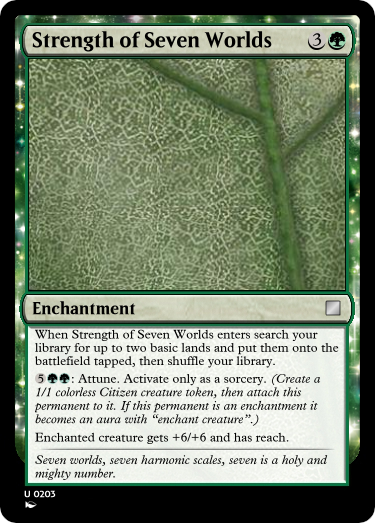 Strength of Seven Worlds 3
Enchantment
When Strength of Seven Worlds enters search your
library for up to two basic lands and put them onto the
battlefield tapped, then shuffle your library.
5: Attune. Activate only as a sorcery. (Create a
1/1 colorless Citizen creature token, then attach this
permanent to it. If this permanent is an enchantment it
becomes an aura with “enchant creature”.)
Enchanted creature gets +6/+6 and has reach.
Seven worlds, seven harmonic scales, seven is a holy and
mighty number.
U 0203